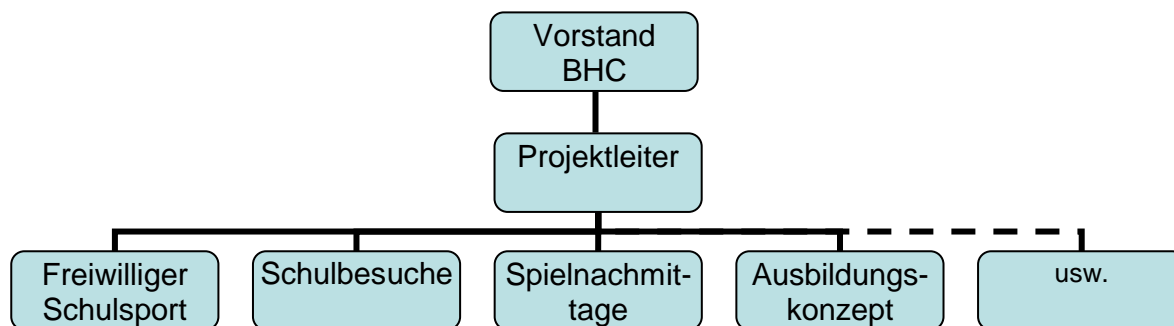 Vorstand
BHC
Projektleiter
Freiwilliger
Schulsport
Schulbesuche
Spielnachmit-
tage
Ausbildungs-
konzept
usw.